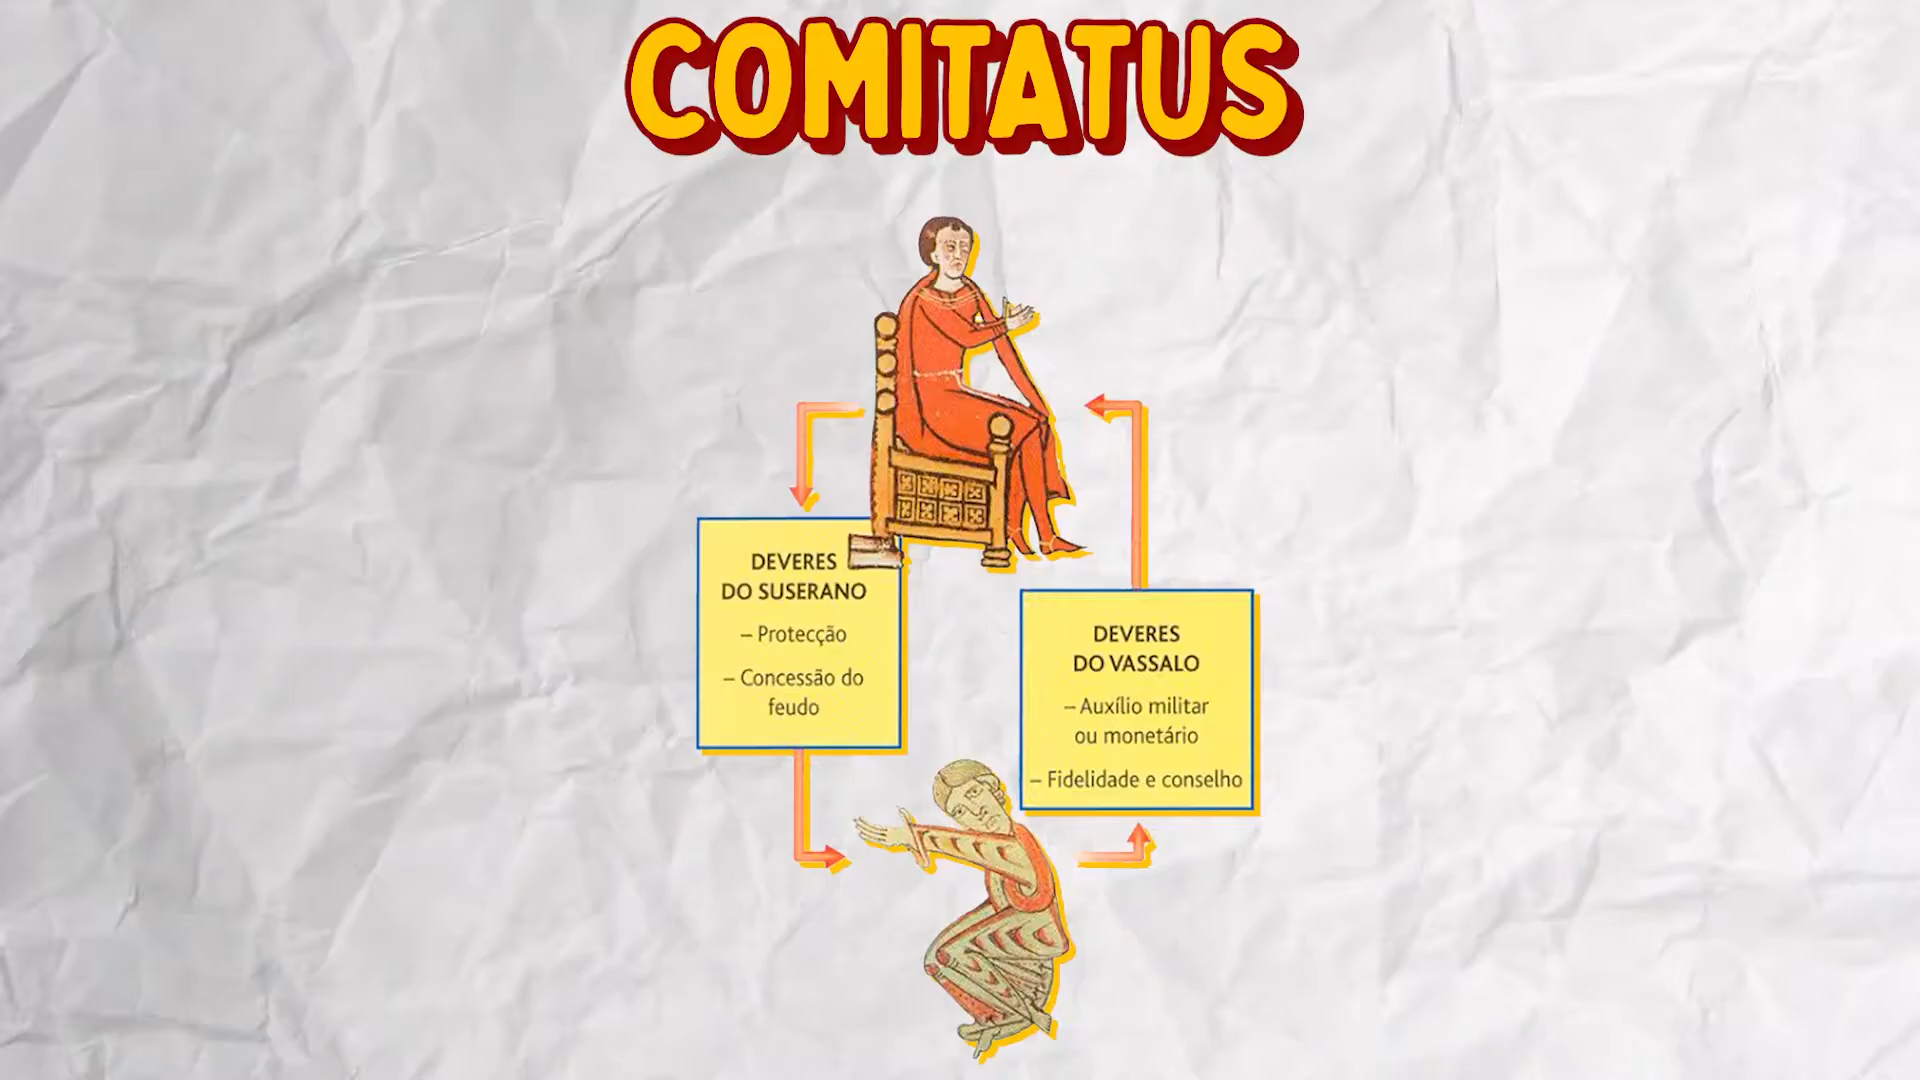 COMITATUS
DEVERES
DO SUSERANO
– Protecção
– Concessão do
feudo
DEVERES
DO VASSALO
– Auxílio militar
ou monetário
– Fidelidade e conselho